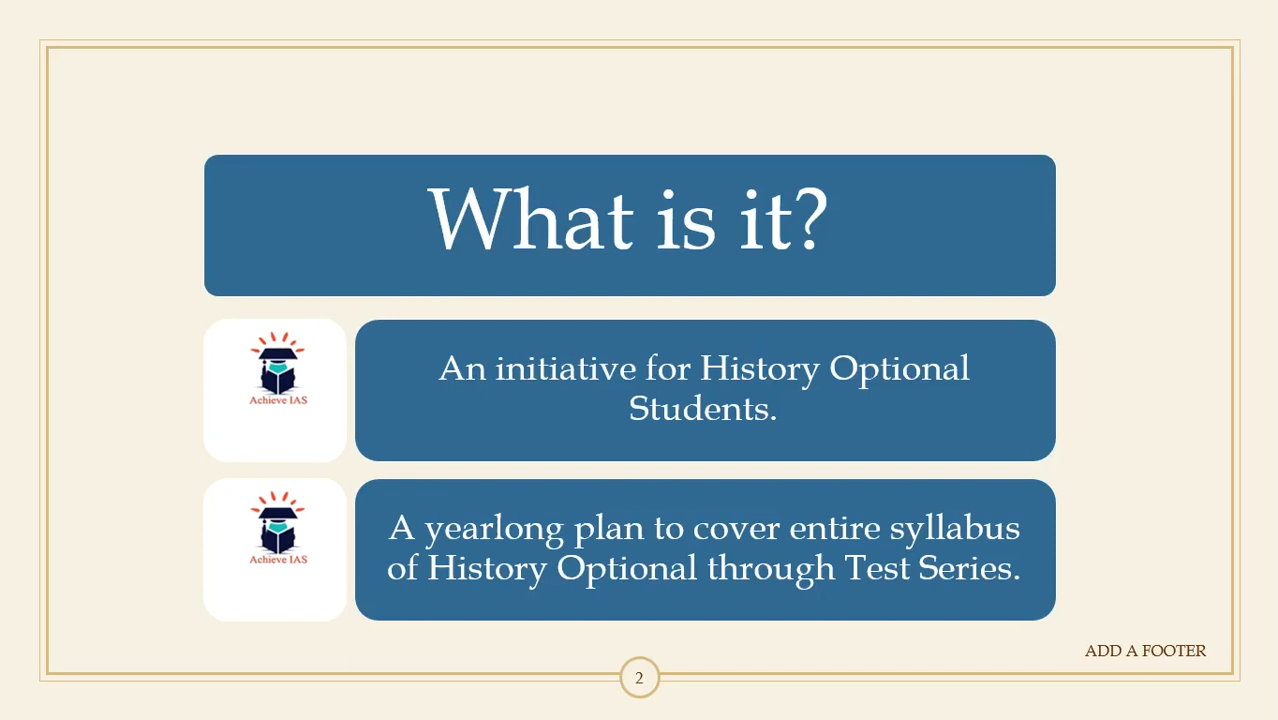 What is it?
Achieve IAS
An initiative for History Optional
Students.
Achieve IAS
A yearlong plan to cover entire syllabus
of History Optional through Test Series.
ADD A FOOTER
2